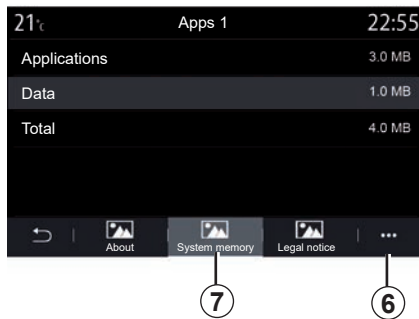 21°c Apps 1 22:55
Applications 3.0 MB
Data 1.0 MB
Total 4.0 MB
About System memory Legal notice ...
7 6